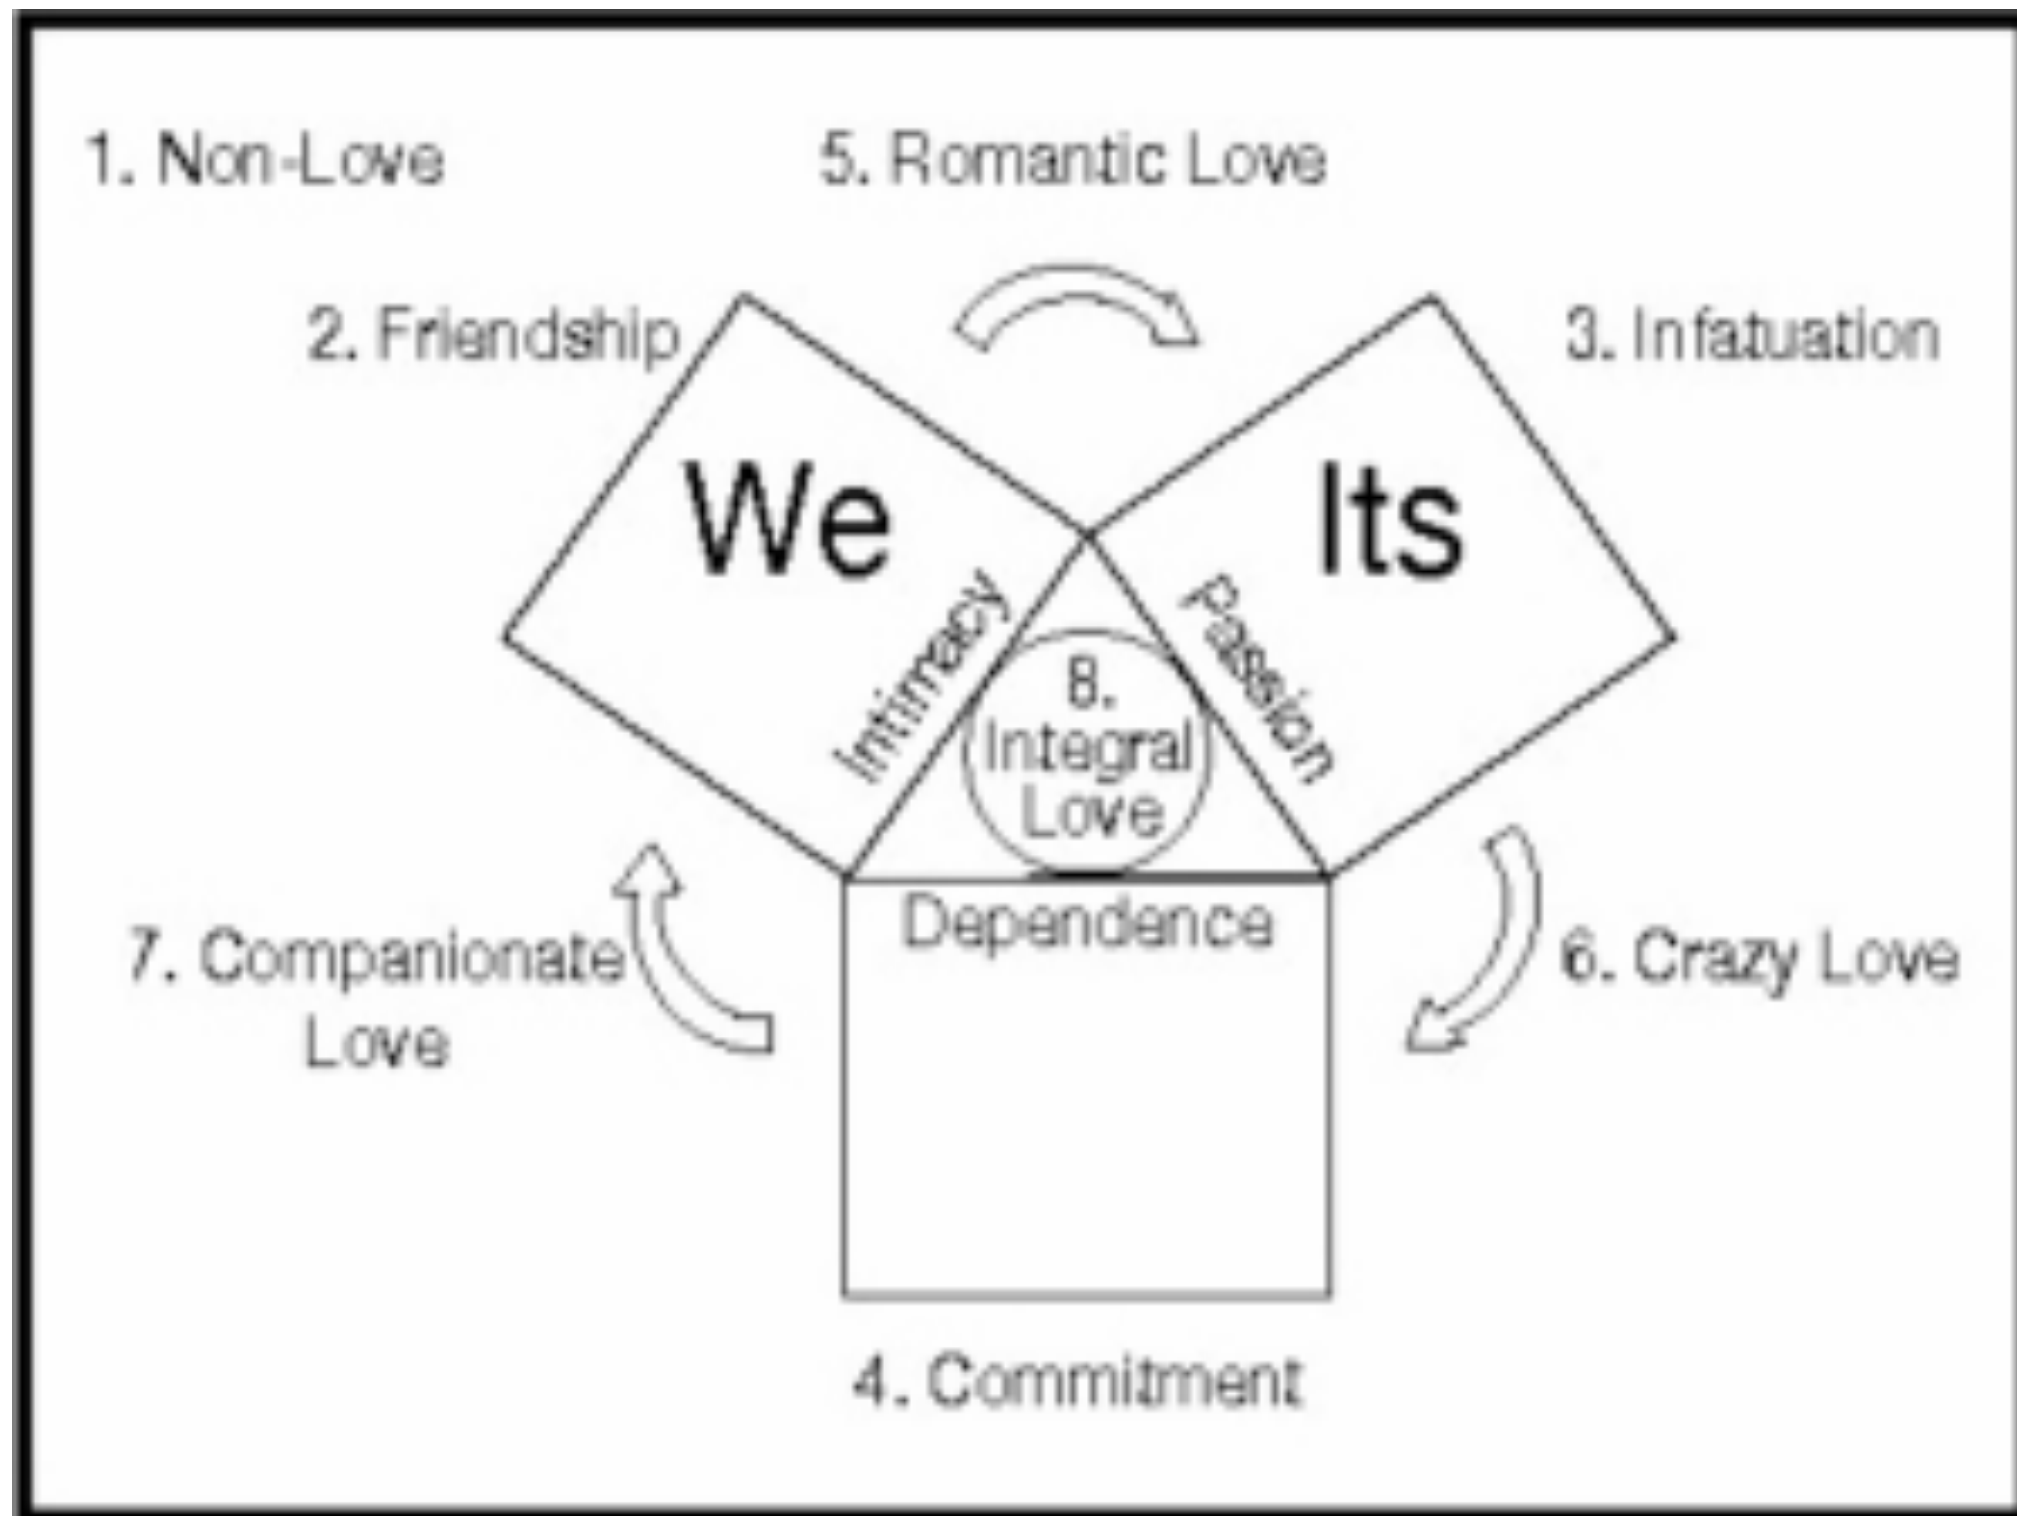 1. Non-Love
5. Romantic Love
2. Friendship
3. Infatuation
We
Its
Intimacy
Passion
8.
Integral
Love
Dependence
7. Companionate
Love
6. Crazy Love
4. Commitment